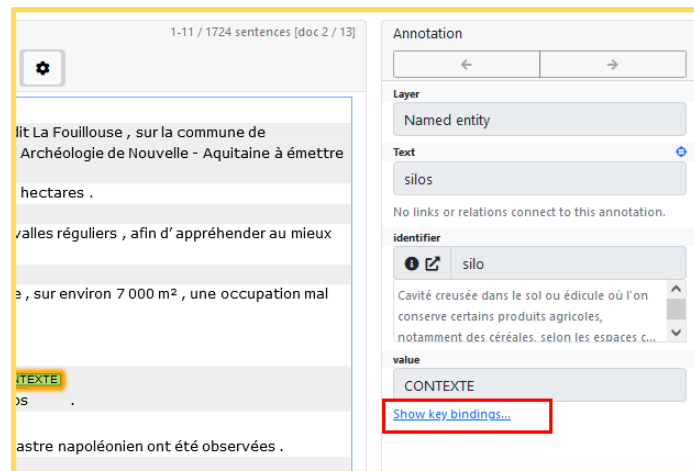 1-11 / 1724 sentences [doc 2 / 13]
dit La Fouillouse , sur la commune de
Archéologie de Nouvelle - Aquitaine à émettre
hectares .
valles réguliers , afin d' appréhender au mieux
e , sur environ 7 000 m² , une occupation mal
NTEXTE]
os .
astre napoléonien ont été observées .
Annotation
Layer
Named entity
Text
silos
No links or relations connect to this annotation.
identifier
silo
Cavité creusée dans le sol ou édicule où l'on
conserve certains produits agricoles,
notamment des céréales, selon les espaces c...
value
CONTEXTE
Show key bindings...